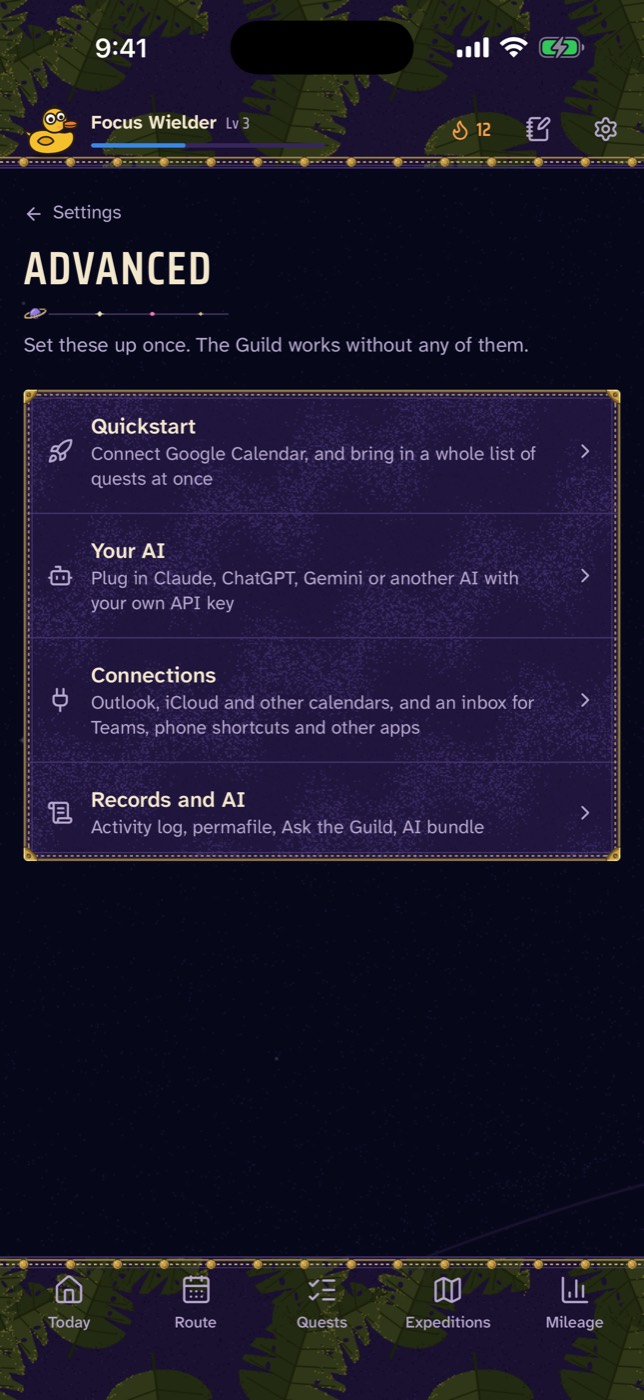 9:41
Focus Wielder Lv 3
12
Settings
ADVANCED
Set these up once. The Guild works without any of them.
Quickstart
Connect Google Calendar, and bring in a whole list of
quests at once
Your AI
Plug in Claude, ChatGPT, Gemini or another AI with
your own API key
Connections
Outlook, iCloud and other calendars, and an inbox for
Teams, phone shortcuts and other apps
Records and AI
Activity log, permafile, Ask the Guild, AI bundle
Today
Route
Quests
Expeditions
Mileage